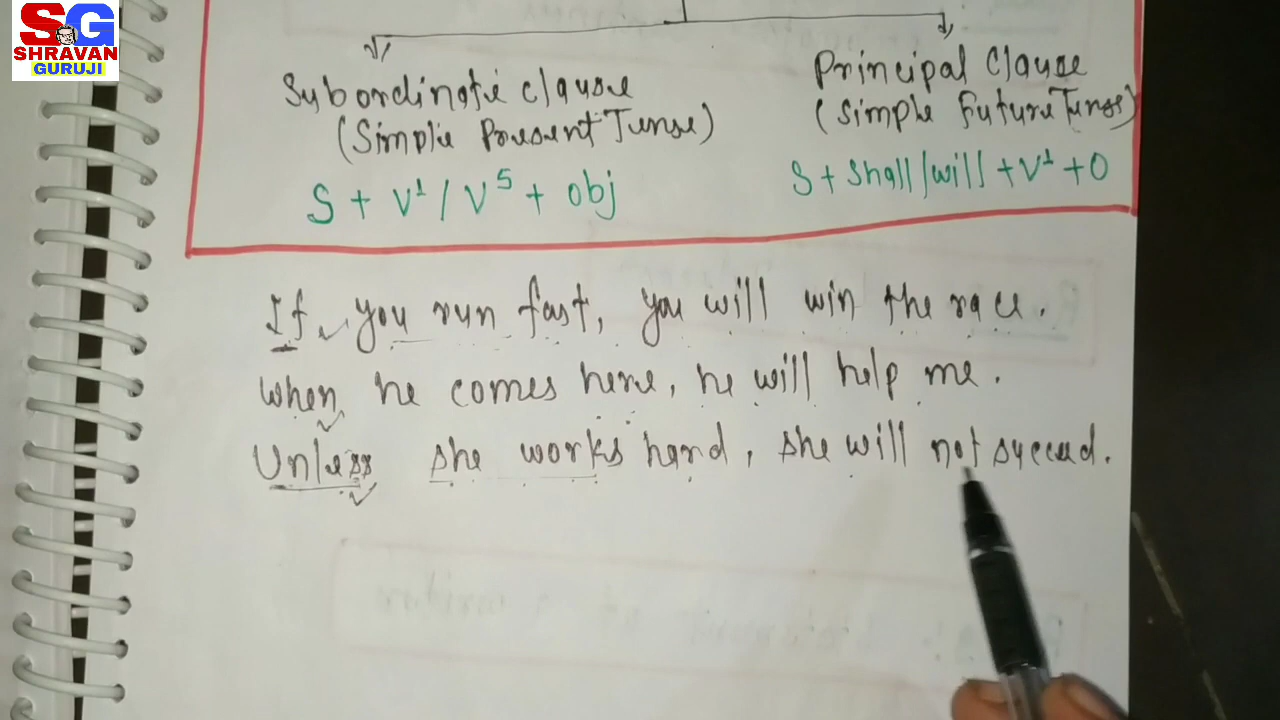 SG
SHRAVAN
GURUJI
Subordinate clause
Principal Clause
(Simple Present Tense)
(Simple Future Tense)
S + V¹ / V⁵ + obj
S + Shall/will + V¹ + O
If you run fast, you will win the race.
When he comes here, he will help me.
Unless she works hard, she will not succeed.